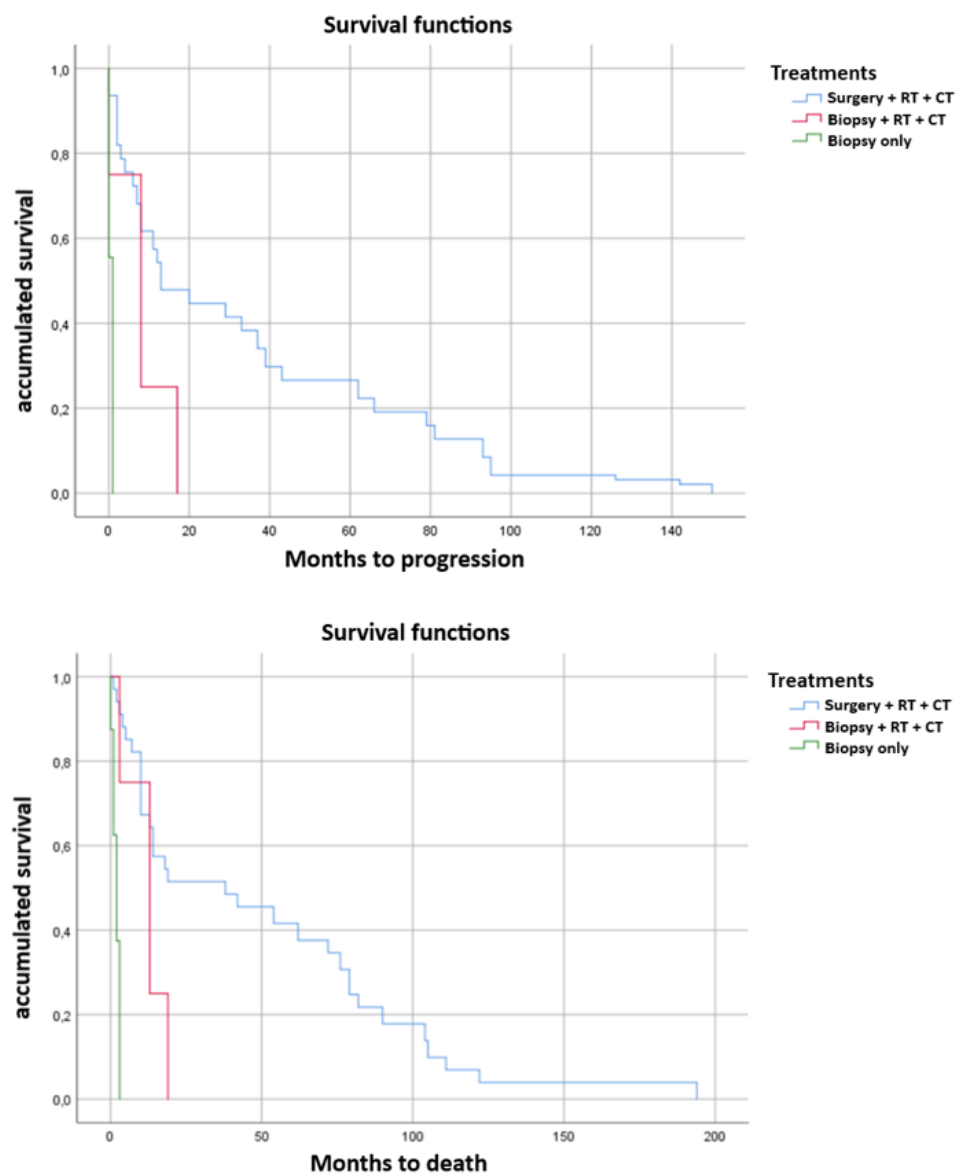 Survival functions
Treatments
Surgery + RT + CT
Biopsy + RT + CT
Biopsy only
accumulated survival
1,0
0,8
0,6
0,4
0,2
0,0
0 20 40 60 80 100 120 140
Months to progression
Survival functions
Treatments
Surgery + RT + CT
Biopsy + RT + CT
Biopsy only
accumulated survival
1,0
0,8
0,6
0,4
0,2
0,0
0 50 100 150 200
Months to death